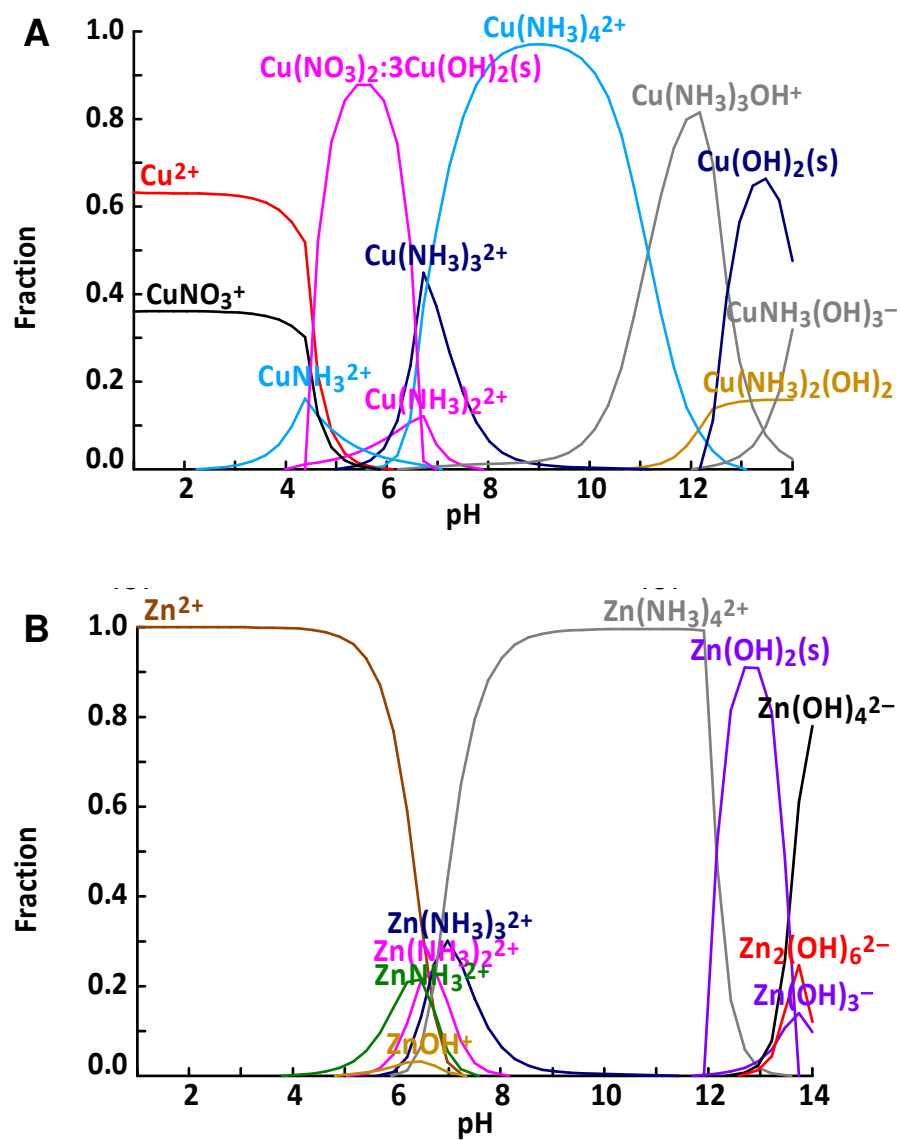 A
1.0
Cu(NH₃)₄²⁺
Cu(NO₃)₂:3Cu(OH)₂(s)
Cu(NH₃)₃OH⁺
0.8
Cu(OH)₂(s)
Cu²⁺
0.6
Cu(NH₃)₃²⁺
Fraction
0.4
CuNO₃⁺
CuNH₃(OH)₃⁻
CuNH₃²⁺
Cu(NH₃)₂²⁺
Cu(NH₃)₂(OH)₂
0.2
0.0
2 4 6 8 10 12 14
pH
B
Zn²⁺
Zn(NH₃)₄²⁺
1.0
Zn(OH)₂(s)
Zn(OH)₄²⁻
0.8
0.6
Fraction
0.4
Zn(NH₃)₃²⁺
Zn(NH₃)₂²⁺
Zn₂(OH)₆²⁻
ZnNH₃²⁺
0.2
Zn(OH)₃⁻
ZnOH⁺
0.0
2 4 6 8 10 12 14
pH